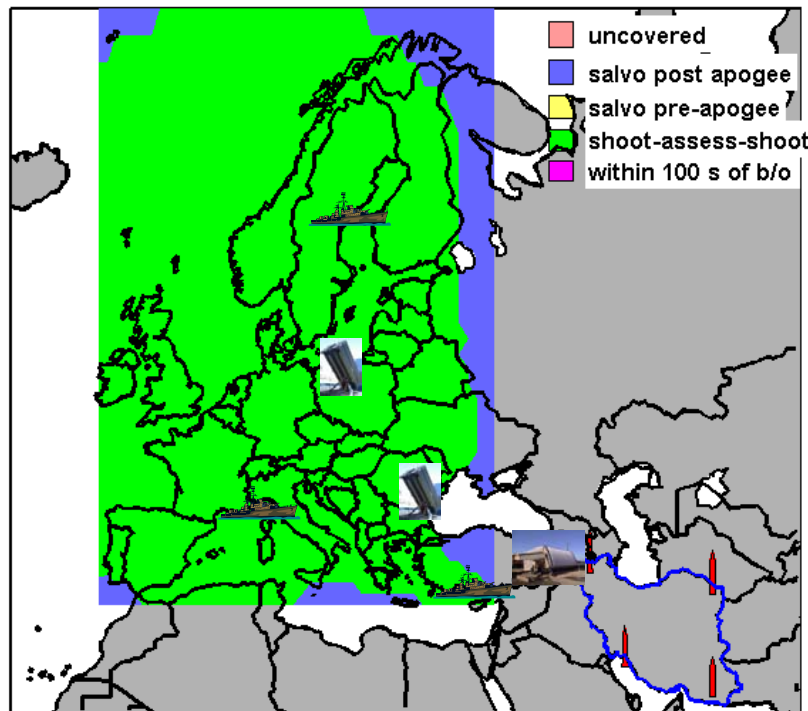 uncovered
salvo post apogee
salvo pre-apogee
shoot-assess-shoot
within 100 s of b/o